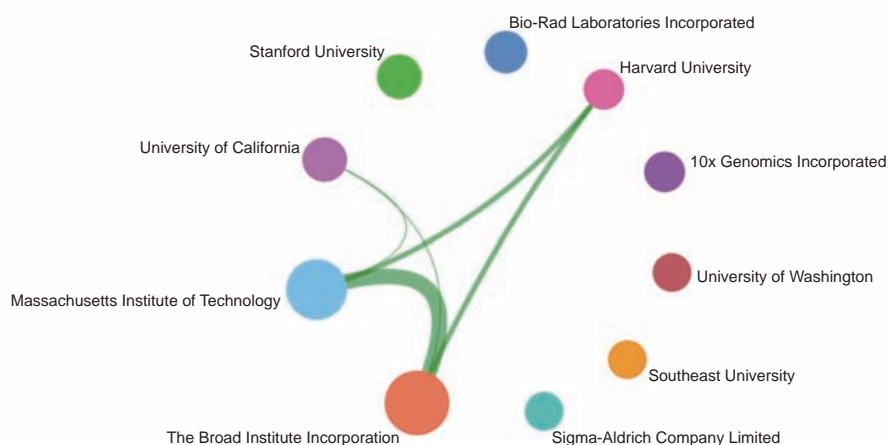 Bio-Rad Laboratories Incorporated
Stanford University
Harvard University
University of California
10x Genomics Incorporated
University of Washington
Massachusetts Institute of Technology
Southeast University
The Broad Institute Incorporation
Sigma-Aldrich Company Limited